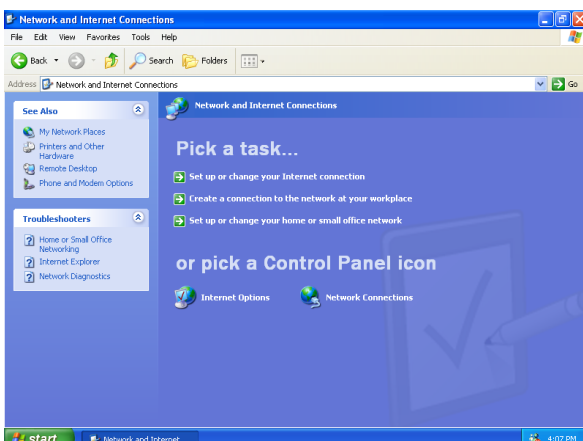 Network and Internet Connections
File Edit View Favorites Tools Help
Back Search Folders
Address Network and Internet Connections Go
See Also
My Network Places
Printers and Other
Hardware
Remote Desktop
Phone and Modem Options
Troubleshooters
Home or Small Office
Networking
Internet Explorer
Network Diagnostics
Network and Internet Connections
Pick a task...
Set up or change your Internet connection
Create a connection to the network at your workplace
Set up or change your home or small office network
or pick a Control Panel icon
Internet Options Network Connections
start Network and Internet 4:07 PM